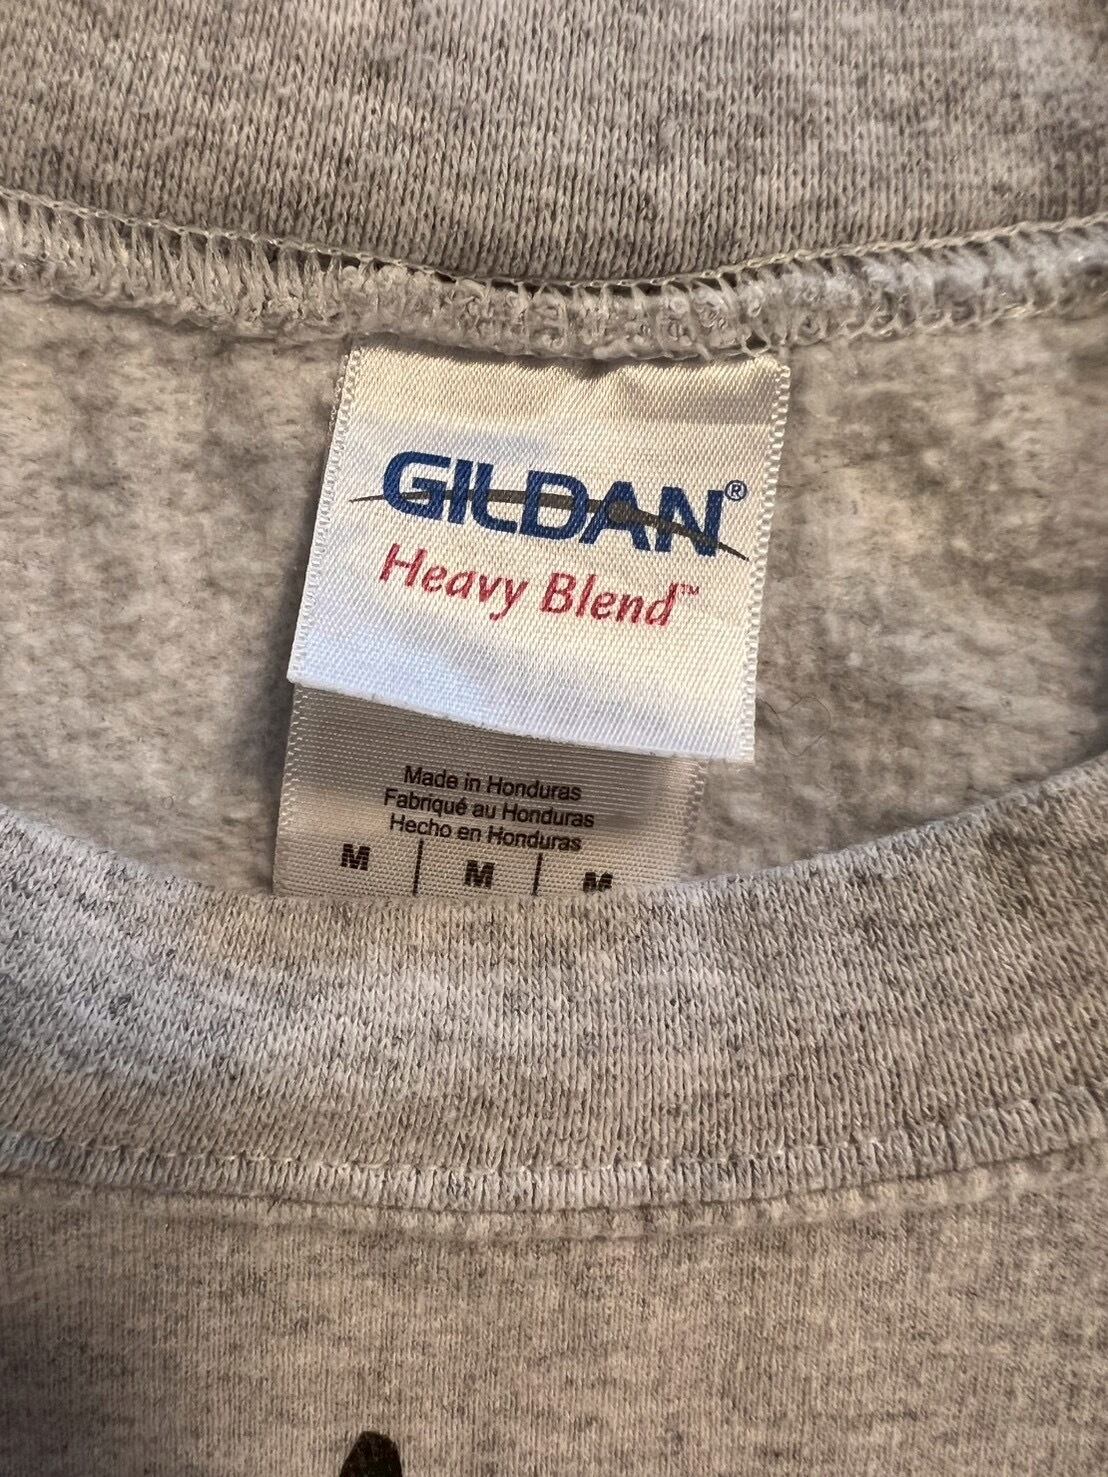 GILDAN®
Heavy Blend™
Made in Honduras
Fabriqué au Honduras
Hecho en Honduras
M | M | M